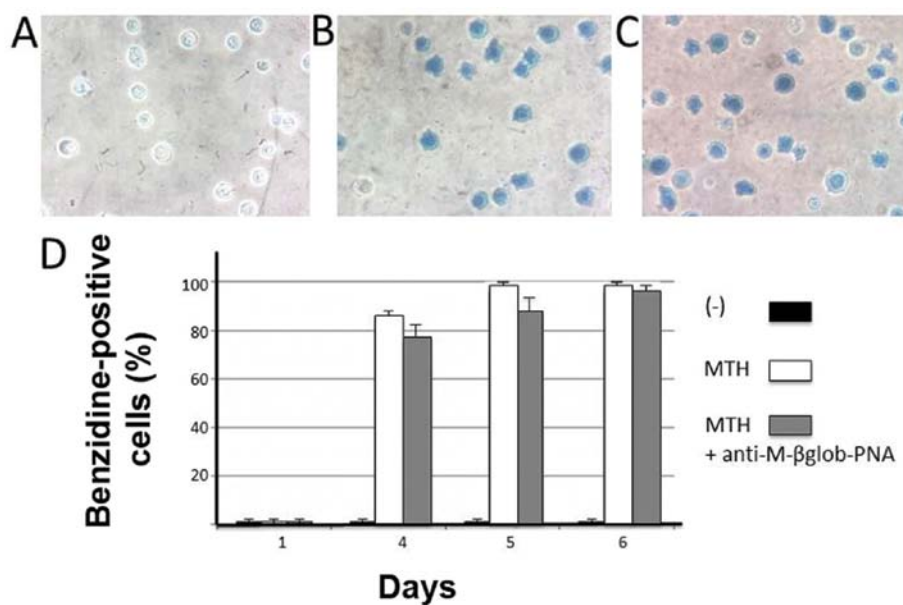 A
B
C
D
Benzidine-positive
cells (%)
100
80
60
40
20
1
4
5
6
Days
(-)
MTH
MTH
+ anti-M-βglob-PNA